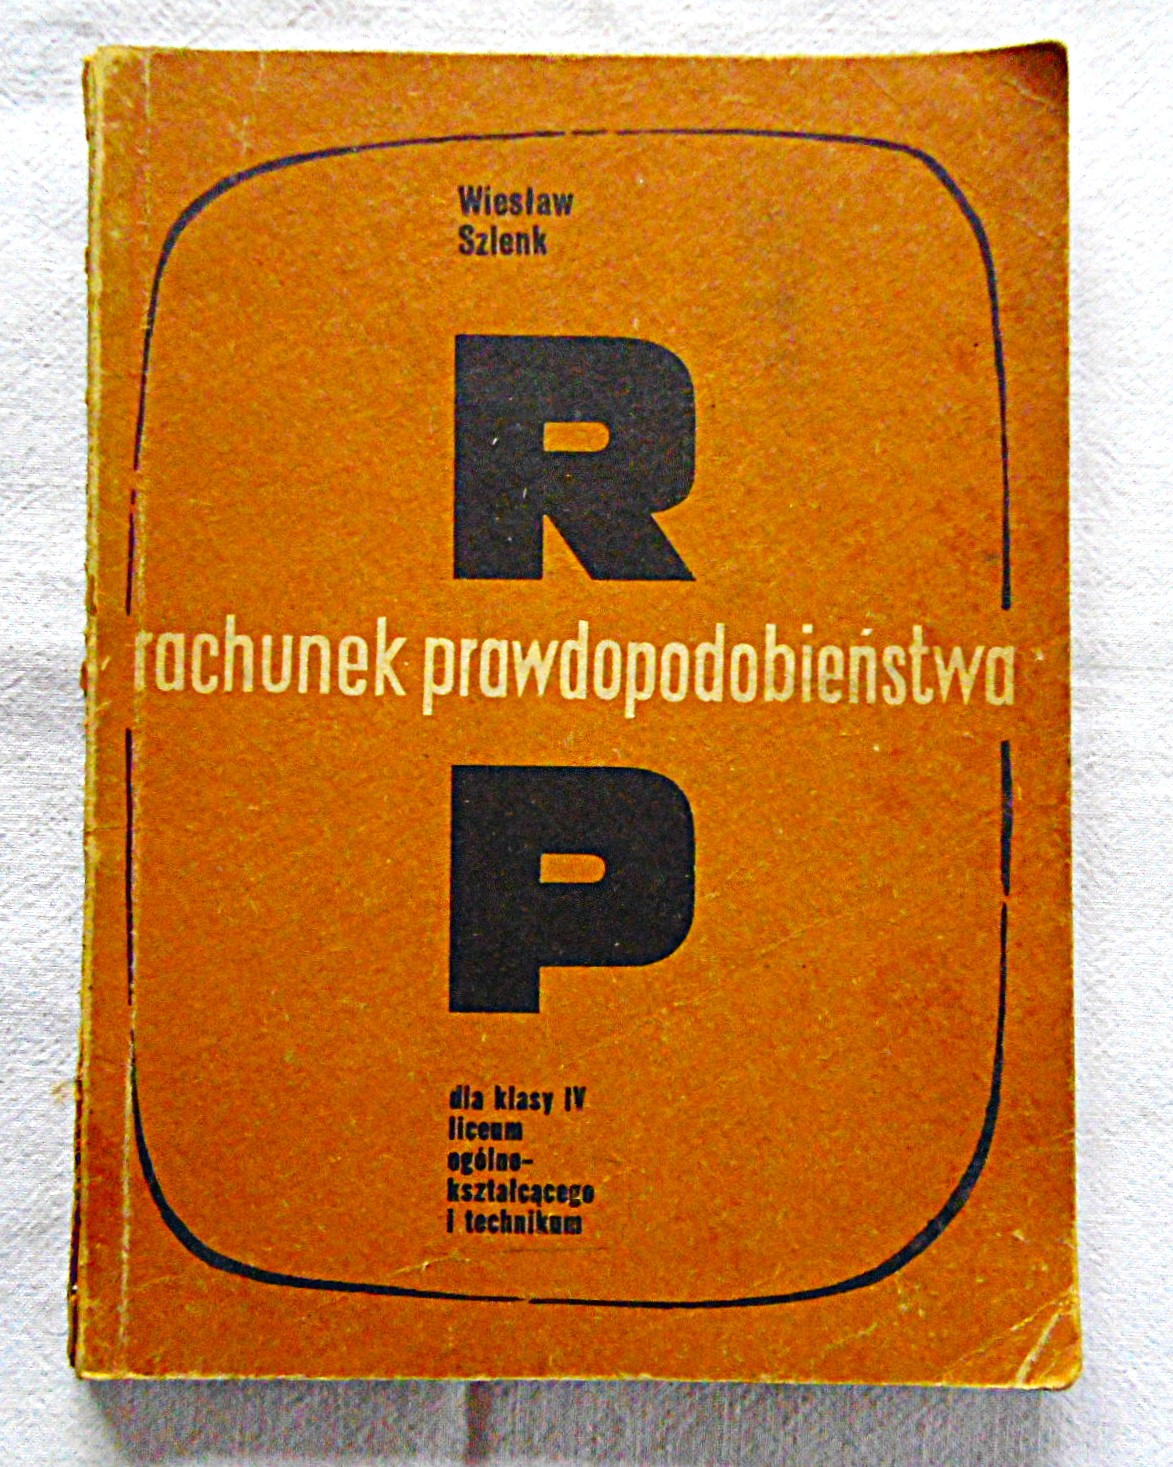 Wiesław
Szlenk
R
rachunek prawdopodobieństwa
P
dla klasy IV
liceum
ogólno-
kształcącego
i technikum